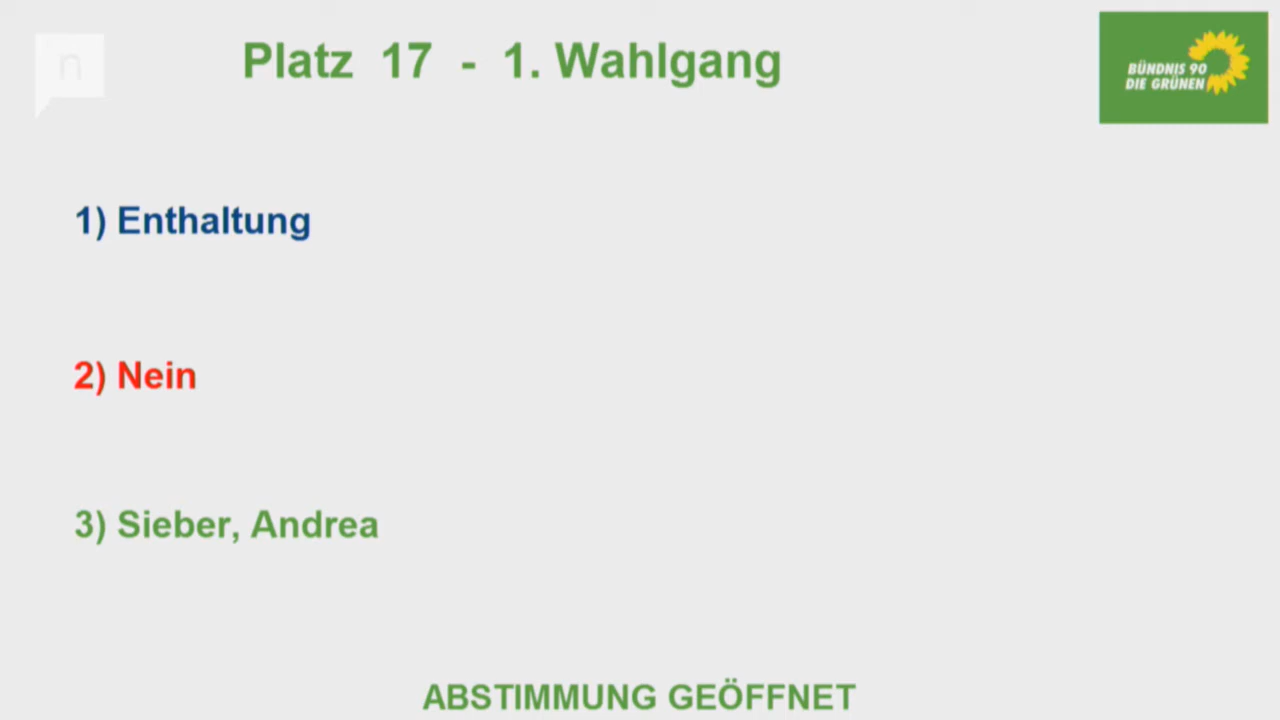 n
Platz 17 - 1. Wahlgang
BÜNDNIS 90
DIE GRÜNEN
1) Enthaltung
2) Nein
3) Sieber, Andrea
ABSTIMMUNG GEÖFFNET